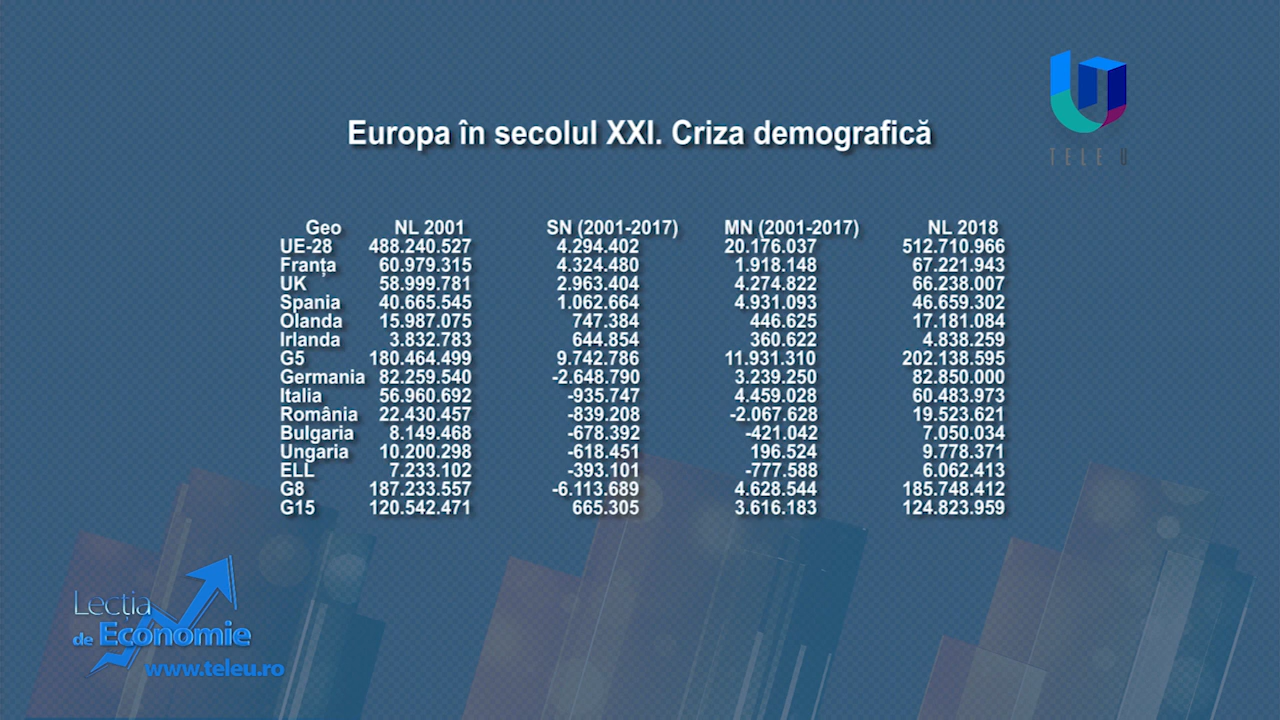 TELE U
Europa în secolul XXI. Criza demografică
Geo NL 2001 SN (2001-2017) MN (2001-2017) NL 2018
UE-28 488.240.527 4.294.402 20.176.037 512.710.966
Franța 60.979.315 4.324.480 1.918.148 67.221.943
UK 58.999.781 2.963.404 4.274.822 66.238.007
Spania 40.665.545 1.062.664 4.931.093 46.659.302
Olanda 15.987.075 747.384 446.625 17.181.084
Irlanda 3.832.783 644.854 360.622 4.838.259
G5 180.464.499 9.742.786 11.931.310 202.138.595
Germania 82.259.540 -2.648.790 3.239.250 82.850.000
Italia 56.960.692 -935.747 4.459.028 60.483.973
România 22.430.457 -839.208 -2.067.628 19.523.621
Bulgaria 8.149.468 -678.392 -421.042 7.050.034
Ungaria 10.200.298 -618.451 196.524 9.778.371
ELL 7.233.102 -393.101 -777.588 6.062.413
G8 187.233.557 -6.113.689 4.628.544 185.748.412
G15 120.542.471 665.305 3.616.183 124.823.959
Lecția
de Economie
www.teleu.ro